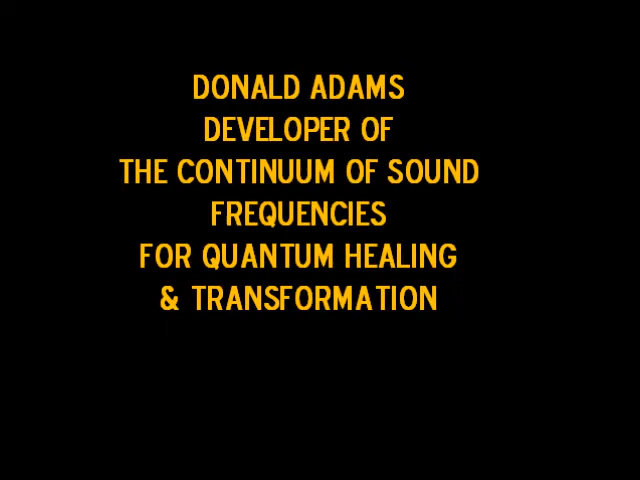 DONALD ADAMS
DEVELOPER OF
THE CONTINUUM OF SOUND
FREQUENCIES
FOR QUANTUM HEALING
& TRANSFORMATION